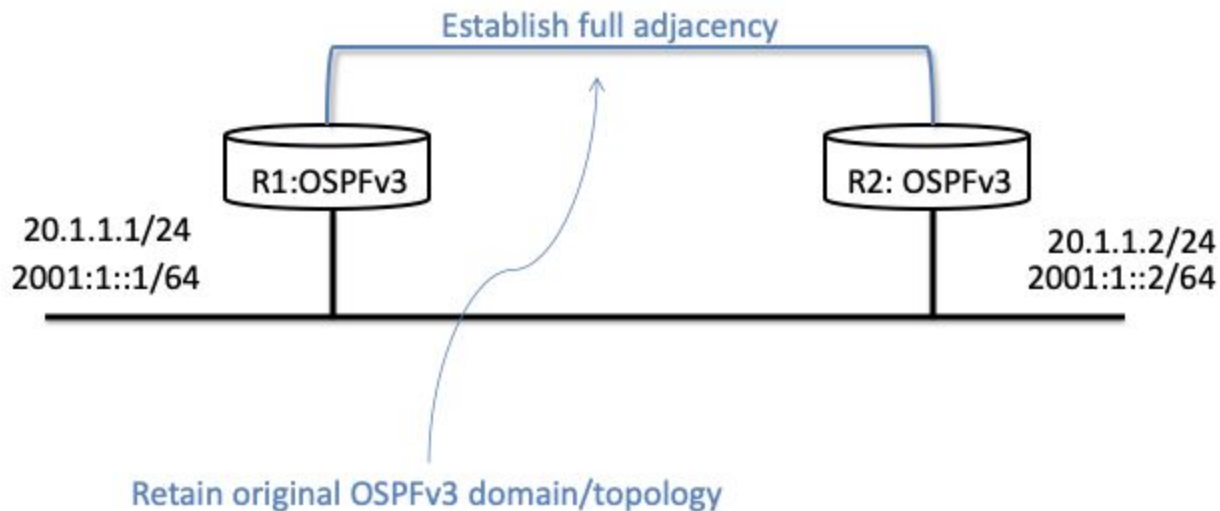 Establish full adjacency
R1:OSPFv3
R2: OSPFv3
20.1.1.1/24
2001:1::1/64
20.1.1.2/24
2001:1::2/64
Retain original OSPFv3 domain/topology